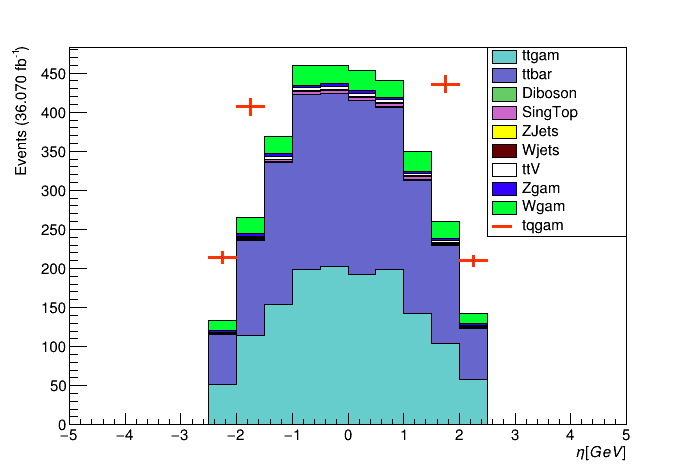 Events (36.070 fb⁻¹)
450
400
350
300
250
200
150
100
50
0
ttgam
ttbar
Diboson
SingTop
ZJets
Wjets
ttV
Zgam
Wgam
tqgam
−5 −4 −3 −2 −1 0 1 2 3 4 5
η[GeV]